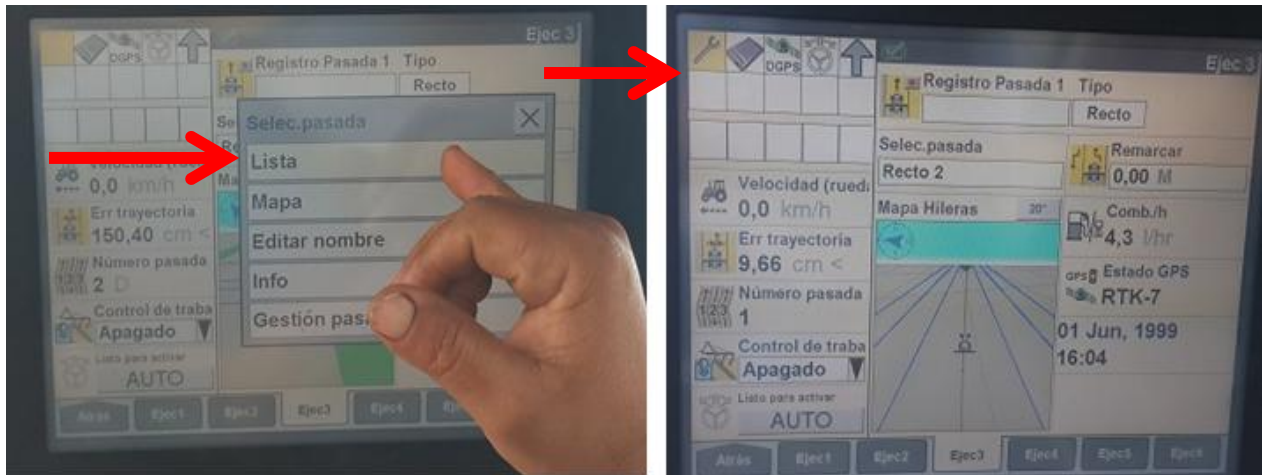 Ejec 3
DGPS
Registro Pasada 1 Tipo
Recto
Selec.pasada
Lista
Mapa
Editar nombre
Info
0,0 km/h
Err trayectoria
150,40 cm <
Número pasada
2
Control de traba
Apagado
Listo para activar
AUTO
Atrás Ejec1 Ejec2 Ejec3 Ejec4
Ejec 3
DGPS
Registro Pasada 1 Tipo
Recto
Selec.pasada
Recto 2
Remarcar
0,00 M
Velocidad (rued
0,0 km/h
Mapa Hileras 20°
Comb./h
4,3 l/hr
Err trayectoria
9,66 cm <
GPS Estado GPS
RTK-7
Número pasada
123
1
01 Jun, 1999
16:04
Control de traba
Apagado
Listo para activar
AUTO
Atrás Ejec1 Ejec2 Ejec3 Ejec4 Ejec5 Ejec6